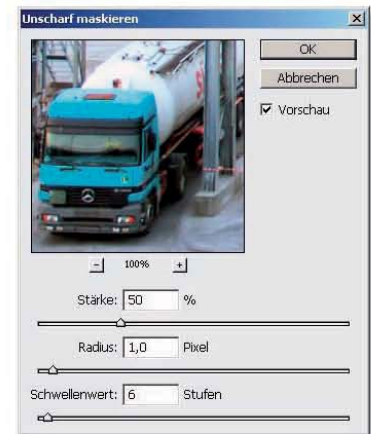 Unscharf maskieren
OK
Abbrechen
Vorschau
100%
Stärke: 50 %
Radius: 1,0 Pixel
Schwellenwert: 6 Stufen